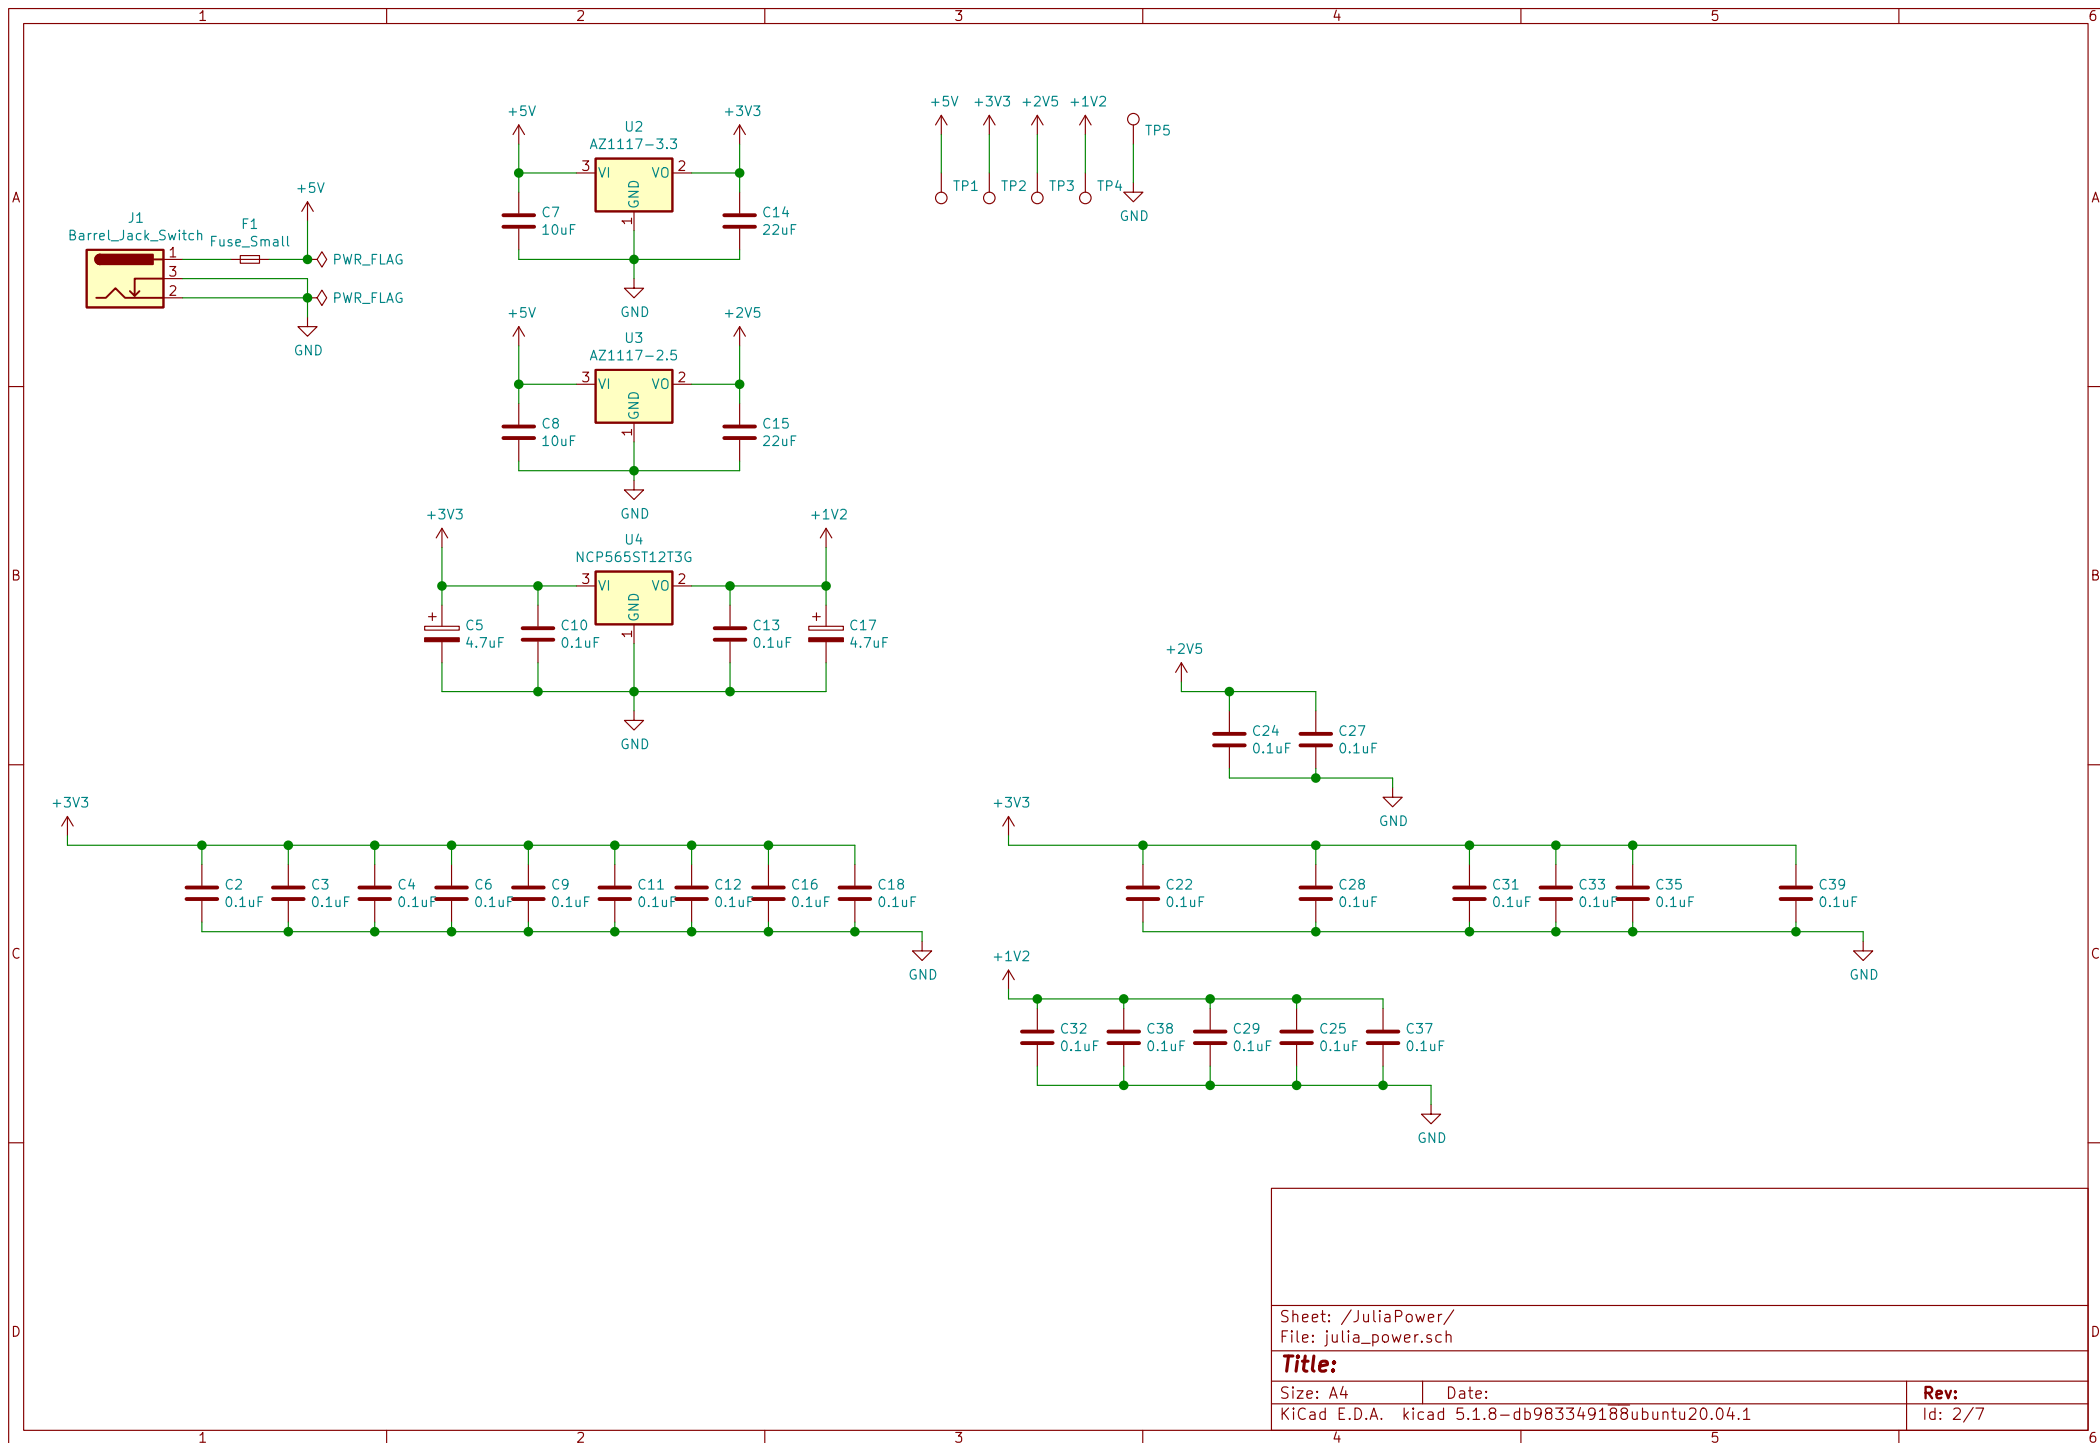 1 2 3 4 5 6
A A
B B
C C
D D
1 2 3 4 5 6
J1
Barrel_Jack_Switch
1
3
2
F1
Fuse_Small
+5V
PWR_FLAG
PWR_FLAG
GND
+5V
+3V3
U2
AZ1117-3.3
3 VI VO 2
GND
1
C7
10uF
C14
22uF
GND
+5V
+2V5
U3
AZ1117-2.5
3 VI VO 2
GND
1
C8
10uF
C15
22uF
GND
+3V3
+1V2
U4
NCP565ST12T3G
3 VI VO 2
GND
1
+
C5
4.7uF
C10
0.1uF
C13
0.1uF
+
C17
4.7uF
GND
+5V +3V3 +2V5 +1V2
TP1 TP2 TP3 TP4
TP5
GND
+2V5
C24
0.1uF
C27
0.1uF
GND
+3V3
C2
0.1uF
C3
0.1uF
C4
0.1uF
C6
0.1uF
C9
0.1uF
C11
0.1uF
C12
0.1uF
C16
0.1uF
C18
0.1uF
GND
+3V3
C22
0.1uF
C28
0.1uF
C31
0.1uF
C33
0.1uF
C35
0.1uF
C39
0.1uF
GND
+1V2
C32
0.1uF
C38
0.1uF
C29
0.1uF
C25
0.1uF
C37
0.1uF
GND
Sheet: /JuliaPower/
File: julia_power.sch
Title:
Size: A4 Date: Rev:
KiCad E.D.A. kicad 5.1.8-db983349188ubuntu20.04.1 Id: 2/7